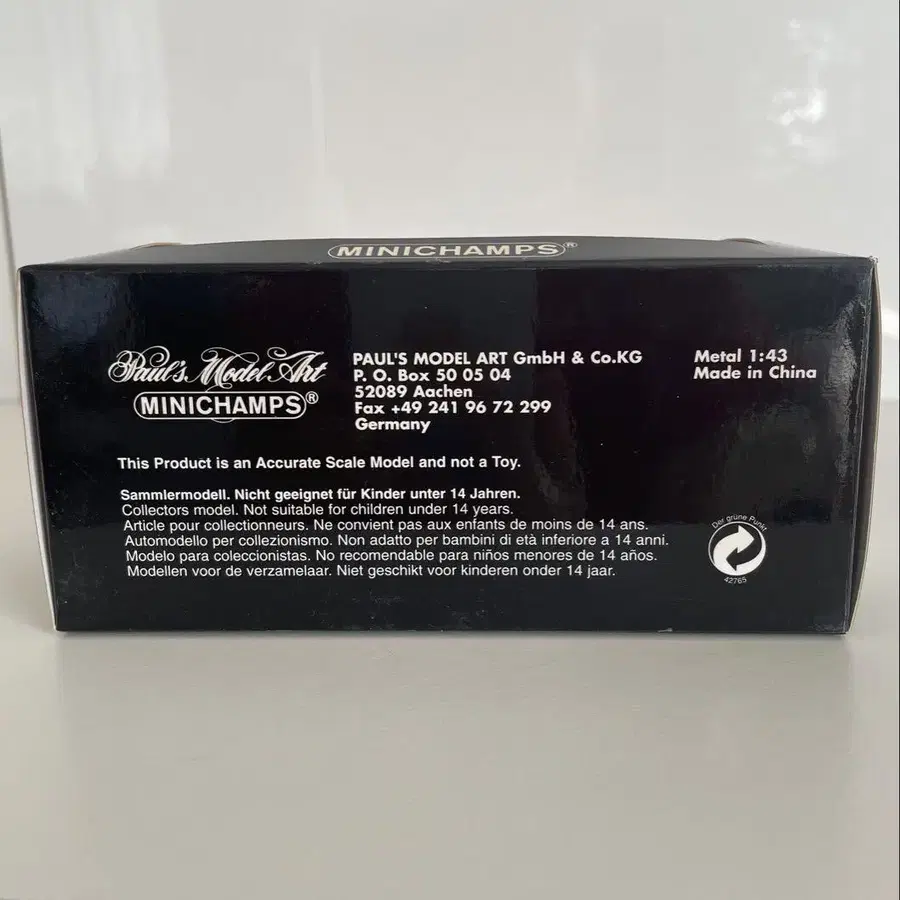 MINICHAMPS®
Paul's Model Art
MINICHAMPS®
PAUL'S MODEL ART GmbH & Co.KG
P. O. Box 50 05 04
52089 Aachen
Fax +49 241 96 72 299
Germany
Metal 1:43
Made in China
This Product is an Accurate Scale Model and not a Toy.
Sammlermodell. Nicht geeignet für Kinder unter 14 Jahren.
Collectors model. Not suitable for children under 14 years.
Article pour collectionneurs. Ne convient pas aux enfants de moins de 14 ans.
Automodello per collezionismo. Non adatto per bambini di età inferiore a 14 anni.
Modelo para coleccionistas. No recomendable para niños menores de 14 años.
Modellen voor de verzamelaar. Niet geschikt voor kinderen onder 14 jaar.
Der grüne Punkt
42765